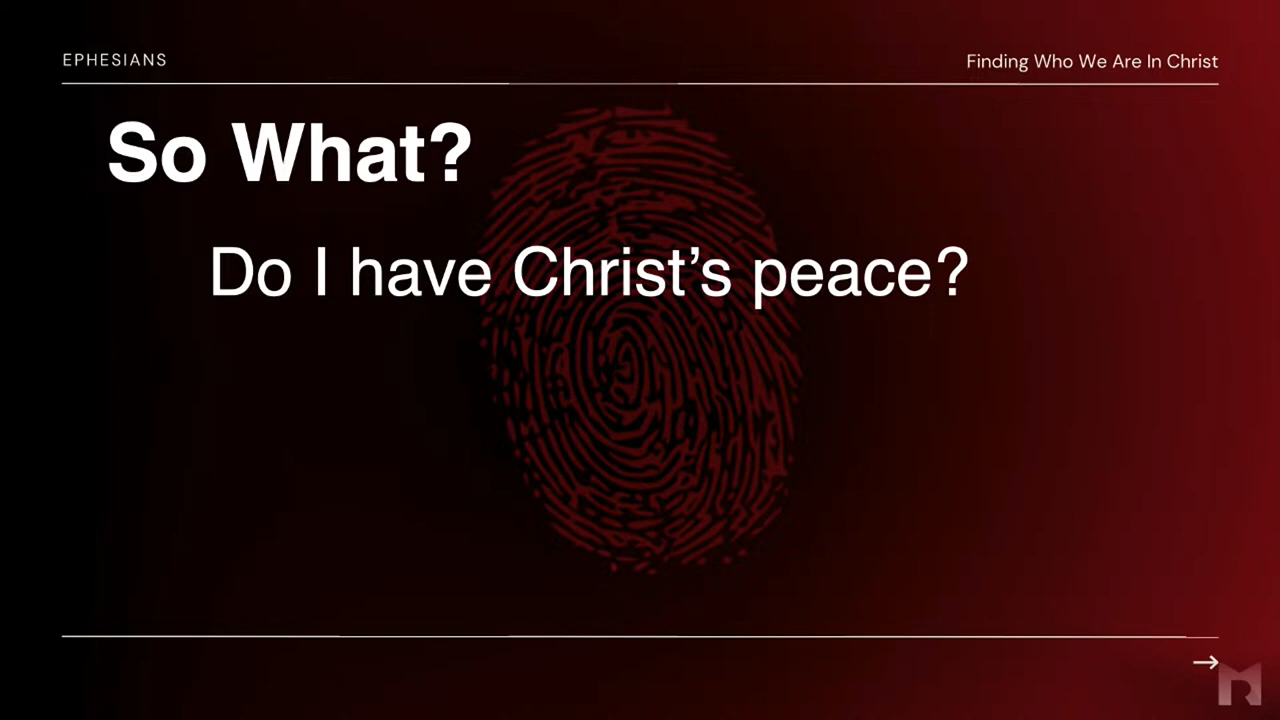 EPHESIANS
Finding Who We Are In Christ
So What?
Do I have Christ’s peace?